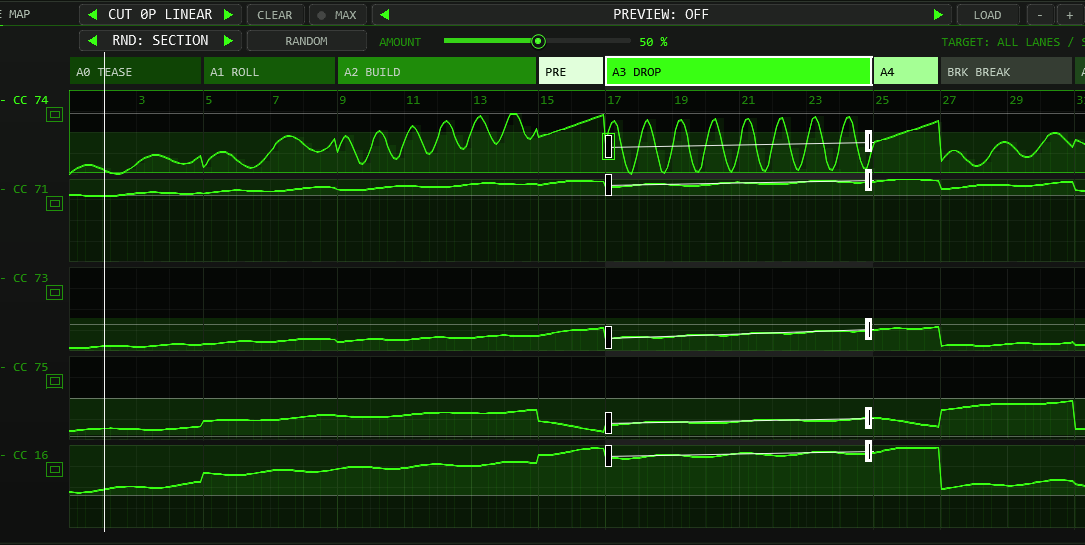 E MAP CUT 0P LINEAR CLEAR MAX PREVIEW: OFF LOAD - +
RND: SECTION RANDOM AMOUNT 50 % TARGET: ALL LANES / S
A0 TEASE A1 ROLL A2 BUILD PRE A3 DROP A4 BRK BREAK A
- CC 74 3 5 7 9 11 13 15 17 19 21 23 25 27 29 31
- CC 71
- CC 73
- CC 75
- CC 16